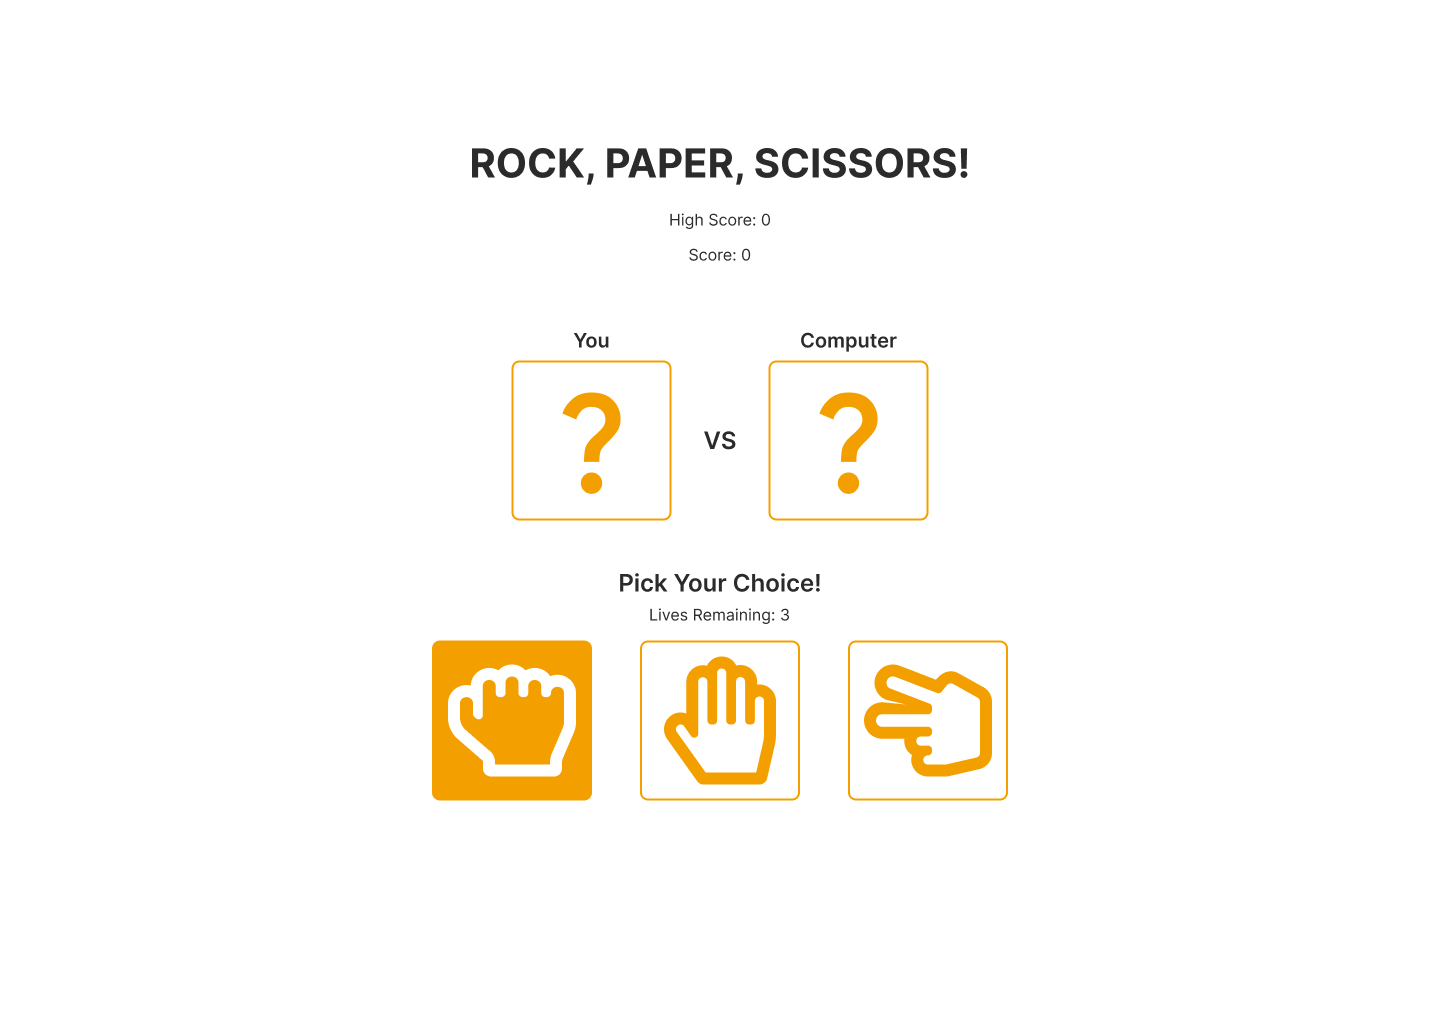 ROCK, PAPER, SCISSORS!
High Score: 0
Score: 0
You
Computer
?
VS
?
Pick Your Choice!
Lives Remaining: 3